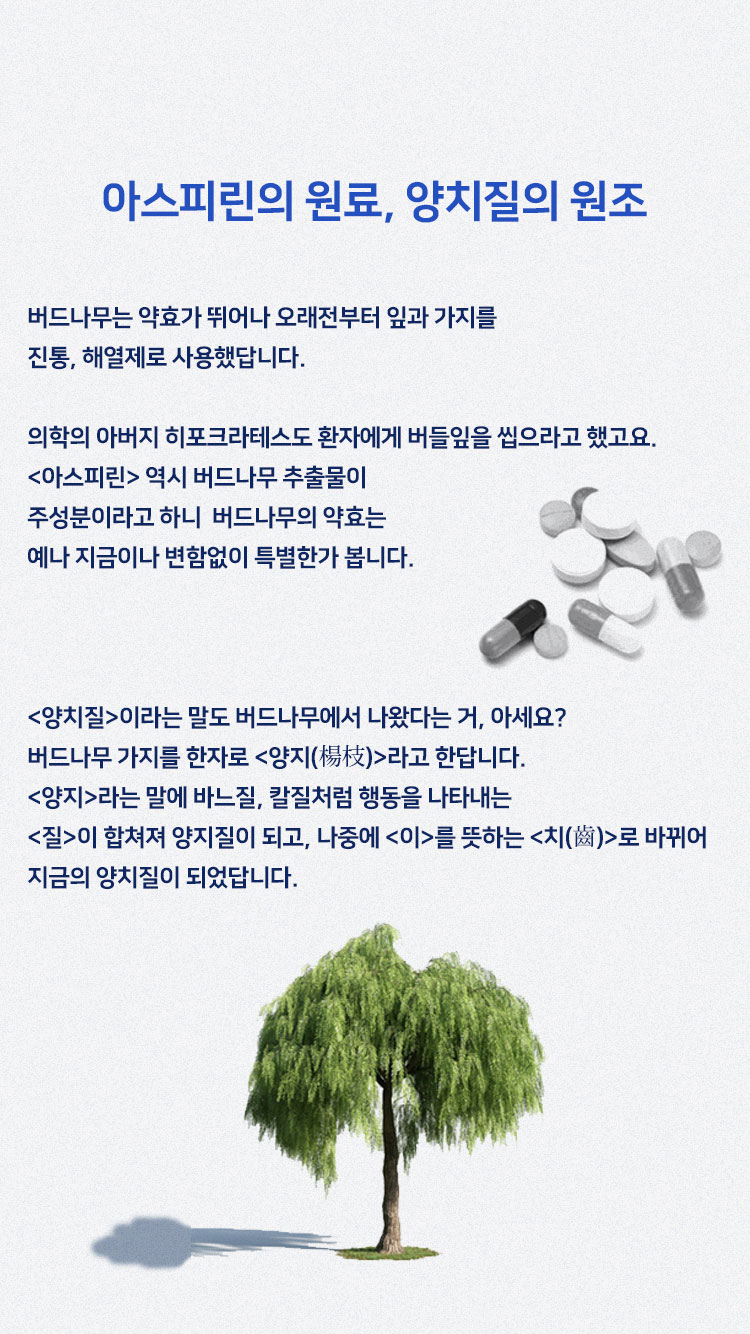 아스피린의 원료, 양치질의 원조
버드나무는 약효가 뛰어나 오래전부터 잎과 가지를
진통, 해열제로 사용했답니다.
의학의 아버지 히포크라테스도 환자에게 버들잎을 씹으라고 했고요.
<아스피린> 역시 버드나무 추출물이
주성분이라고 하니 버드나무의 약효는
예나 지금이나 변함없이 특별한가 봅니다.
<양치질>이라는 말도 버드나무에서 나왔다는 거, 아세요?
버드나무 가지를 한자로 <양지(楊枝)>라고 한답니다.
<양지>라는 말에 바느질, 칼질처럼 행동을 나타내는
<질>이 합쳐져 양지질이 되고, 나중에 <이>를 뜻하는 <치(齒)>로 바뀌어
지금의 양치질이 되었답니다.